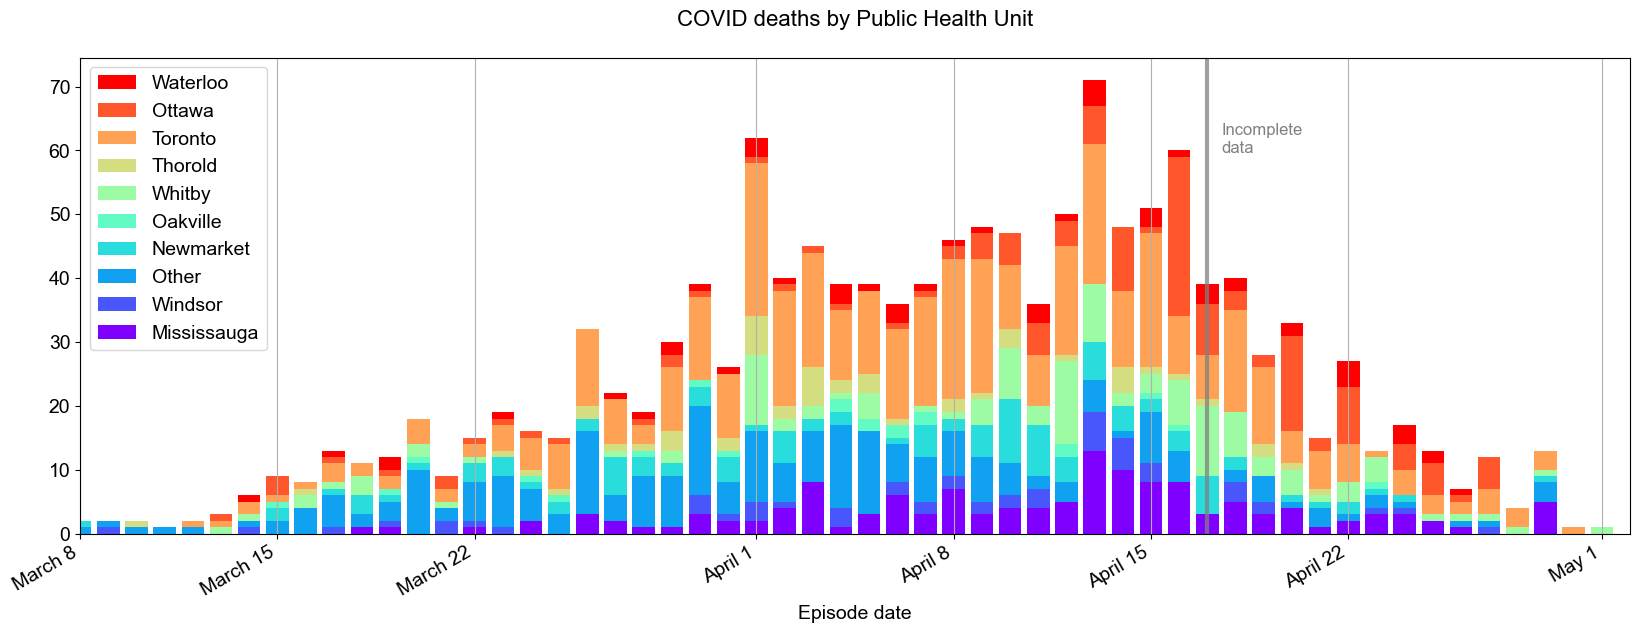 COVID deaths by Public Health Unit
70
60
50
40
30
20
10
0
Waterloo
Ottawa
Toronto
Thorold
Whitby
Oakville
Newmarket
Other
Windsor
Mississauga
Incomplete
data
March 8
March 15
March 22
April 1
April 8
April 15
April 22
May 1
Episode date